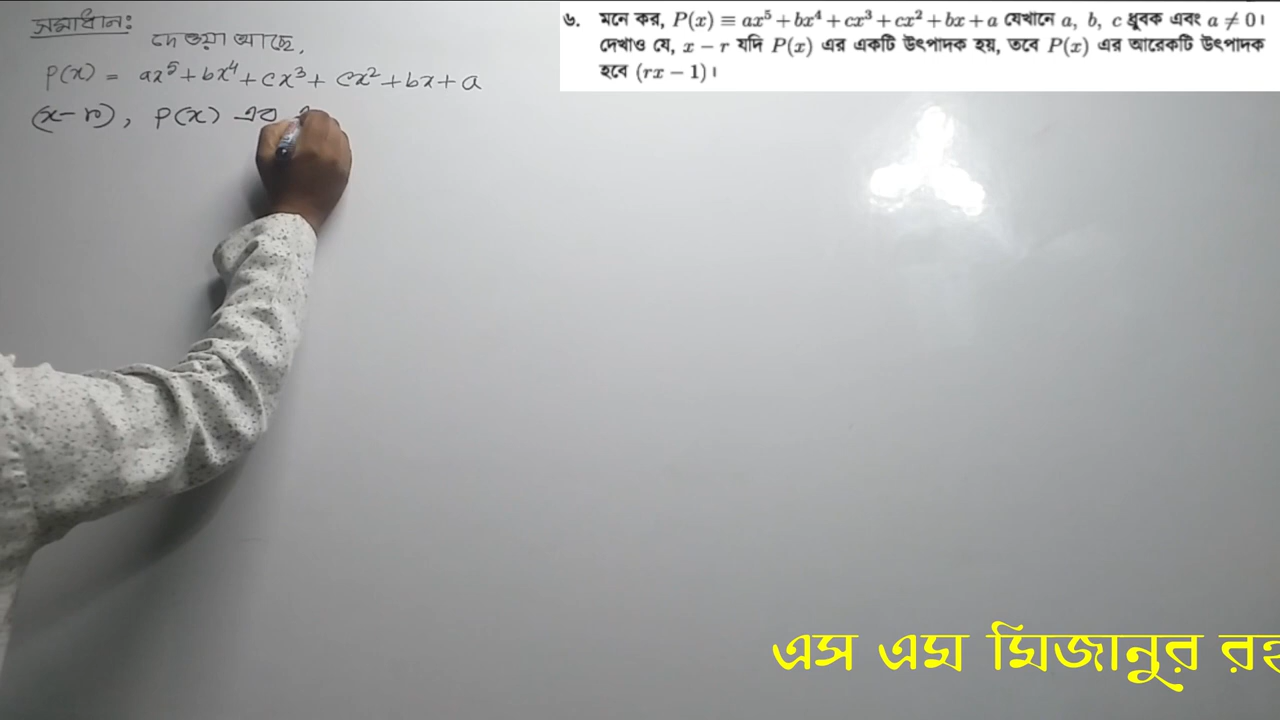 সমাধান:
দেওয়া আছে,
P(x) = ax⁵ + bx⁴ + cx³ + cx² + bx + a
(x - r), P(x) এর
৬. মনে কর, P(x) ≡ ax⁵ + bx⁴ + cx³ + cx² + bx + a যেখানে a, b, c ধ্রুবক এবং a ≠ 0।
দেখাও যে, x − r যদি P(x) এর একটি উৎপাদক হয়, তবে P(x) এর আরেকটি উৎপাদক
হবে (rx − 1)।
এস এম মিজানুর